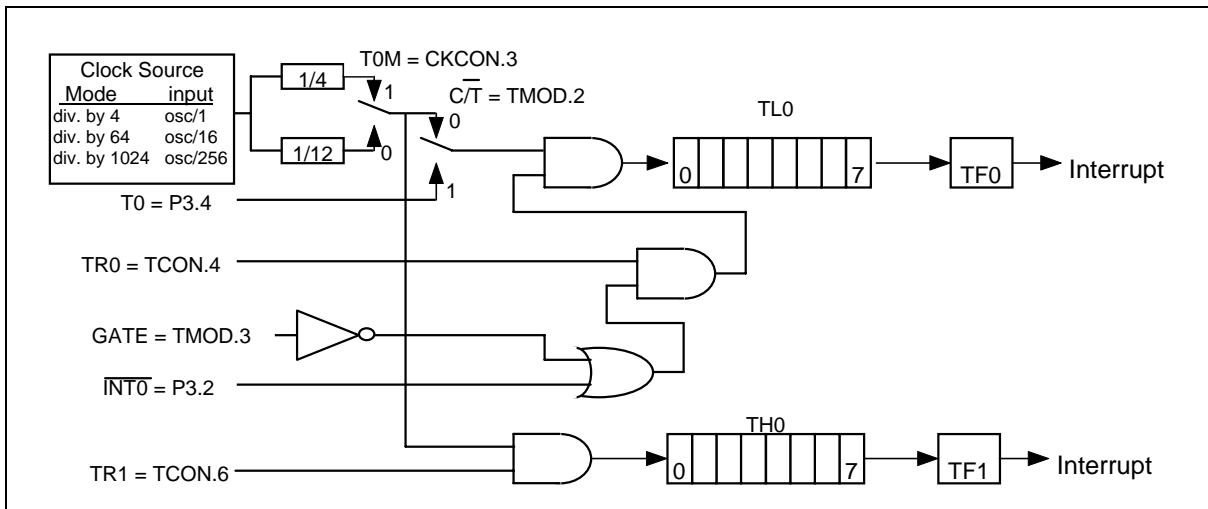 Clock Source
Mode input
div. by 4 osc/1
div. by 64 osc/16
div. by 1024 osc/256
1/4
1/12
T0M = CKCON.3
1
0
C/T̅ = TMOD.2
0
1
T0 = P3.4
TL0
0 7
TF0
Interrupt
TR0 = TCON.4
GATE = TMOD.3
I̅N̅T̅0̅ = P3.2
TR1 = TCON.6
TH0
0 7
TF1
Interrupt